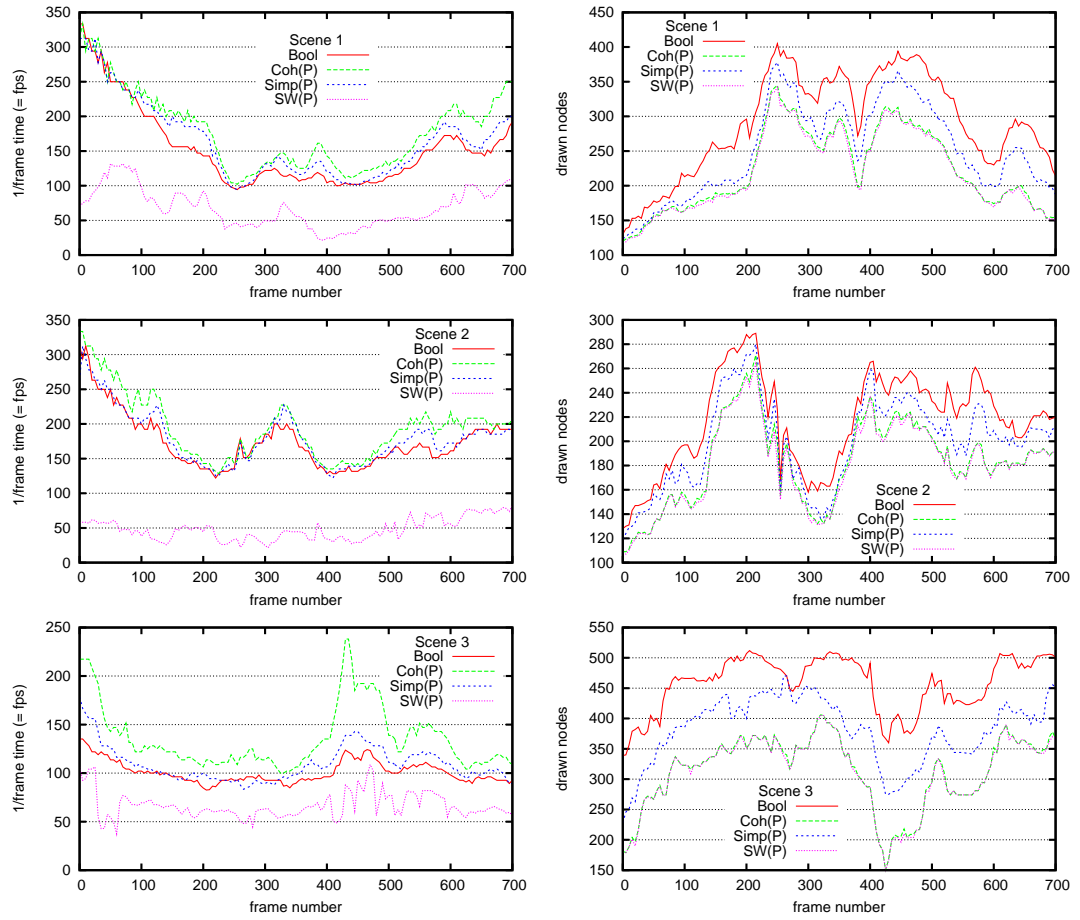 350
300
250
200
150
100
50
0
1/frame time (= fps)
0 100 200 300 400 500 600 700
frame number
Scene 1
Bool
Coh(P)
Simp(P)
SW(P)
450
400
350
300
250
200
150
100
drawn nodes
0 100 200 300 400 500 600 700
frame number
Scene 1
Bool
Coh(P)
Simp(P)
SW(P)
350
300
250
200
150
100
50
0
1/frame time (= fps)
0 100 200 300 400 500 600 700
frame number
Scene 2
Bool
Coh(P)
Simp(P)
SW(P)
300
280
260
240
220
200
180
160
140
120
100
drawn nodes
0 100 200 300 400 500 600 700
frame number
Scene 2
Bool
Coh(P)
Simp(P)
SW(P)
250
200
150
100
50
0
1/frame time (= fps)
0 100 200 300 400 500 600 700
frame number
Scene 3
Bool
Coh(P)
Simp(P)
SW(P)
550
500
450
400
350
300
250
200
150
drawn nodes
0 100 200 300 400 500 600 700
frame number
Scene 3
Bool
Coh(P)
Simp(P)
SW(P)